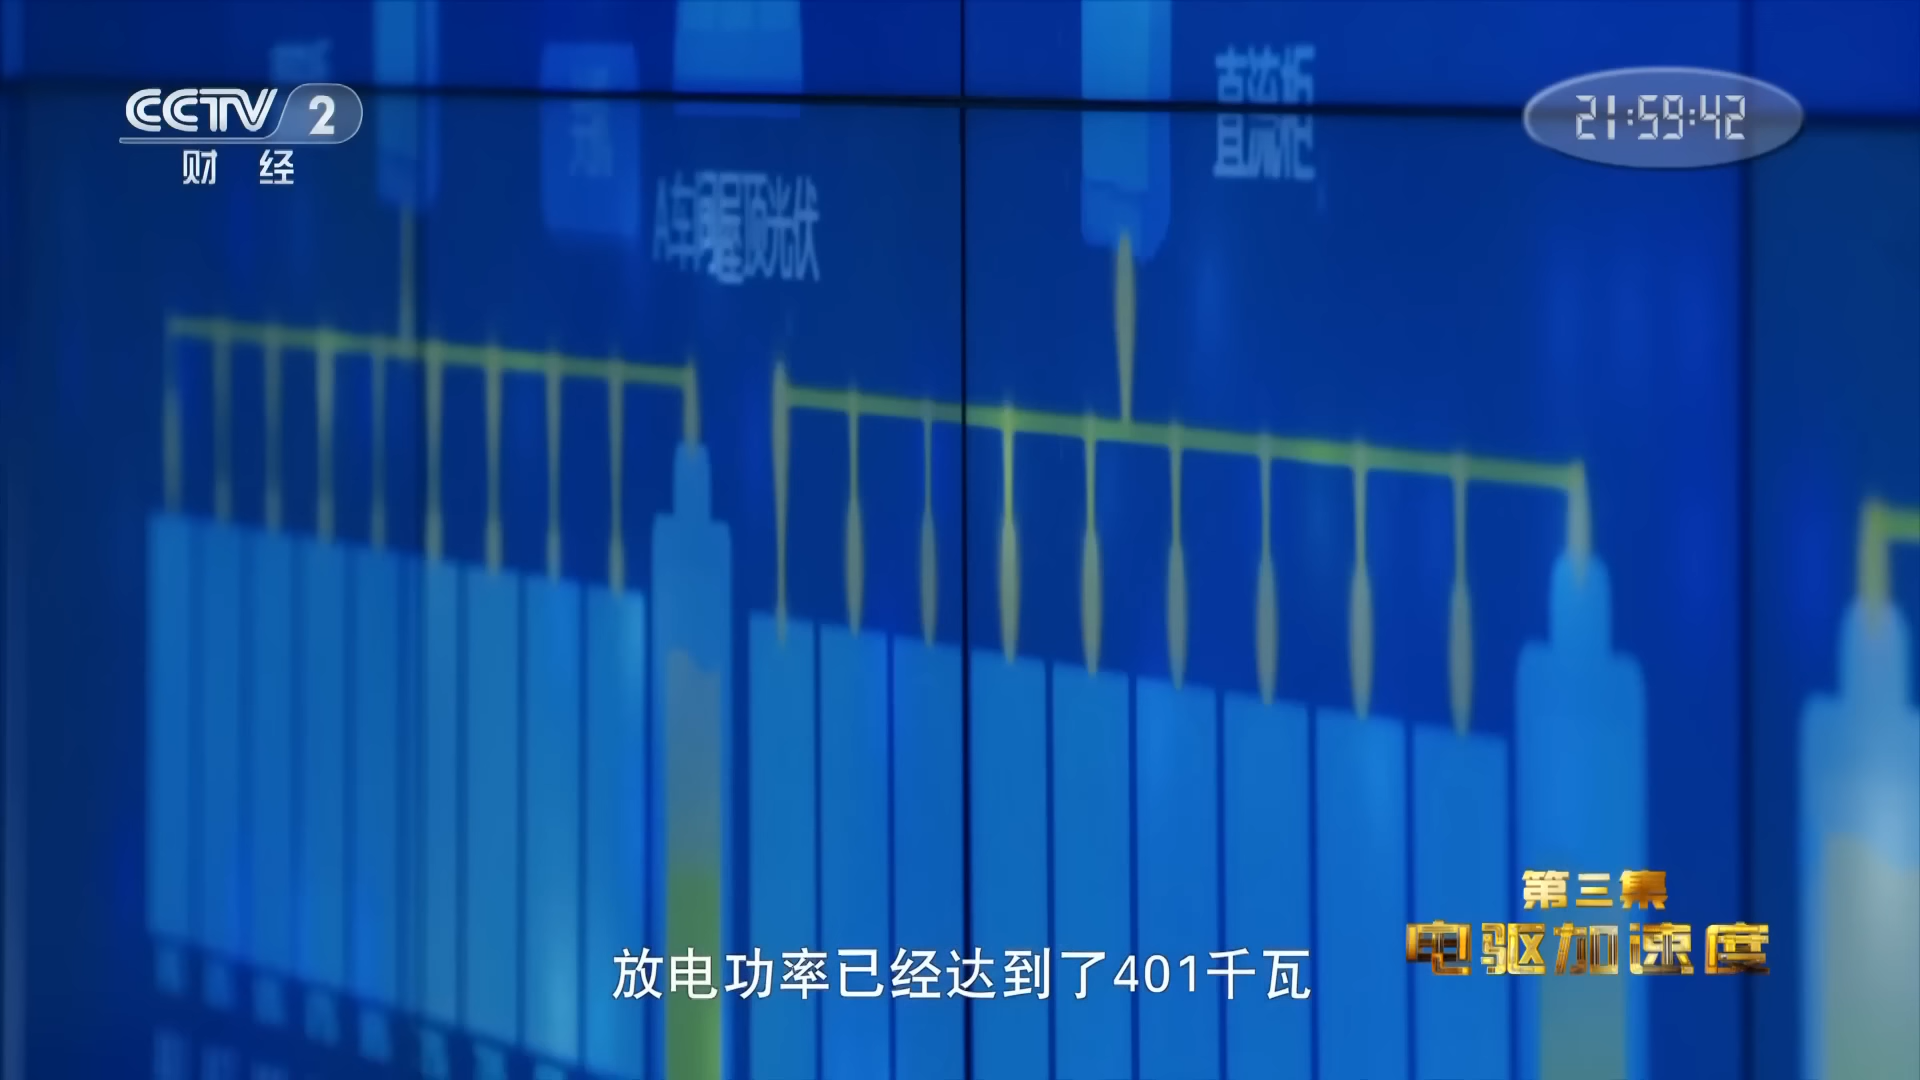 CCTV 2
财 经
21:59:42
直流柜
A车间屋顶光伏
第三集
电驱加速度
放电功率已经达到了401千瓦